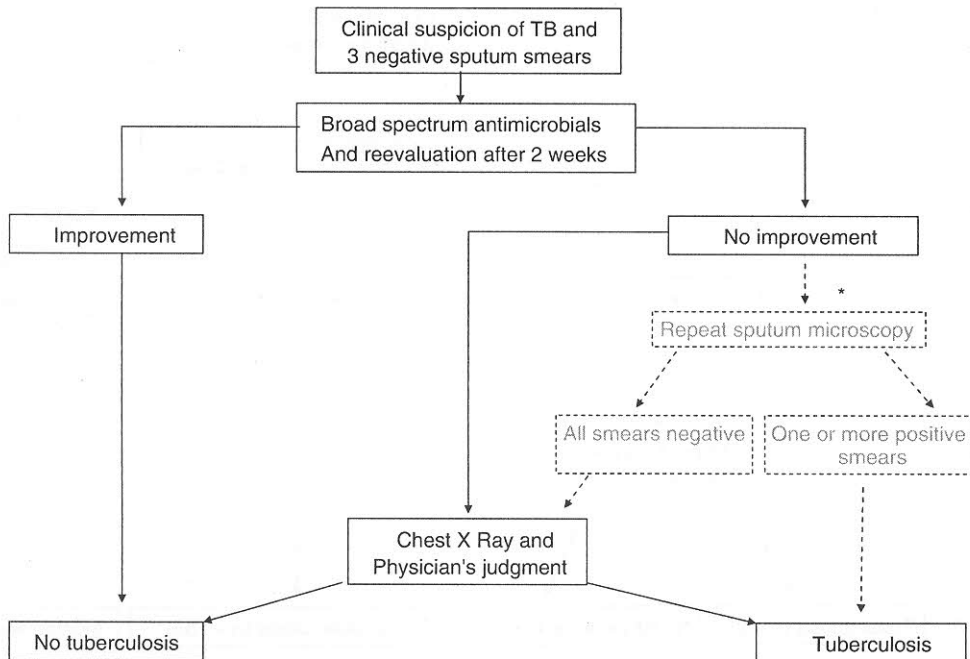 Clinical suspicion of TB and
3 negative sputum smears
Broad spectrum antimicrobials
And reevaluation after 2 weeks
Improvement
No improvement
*
Repeat sputum microscopy
All smears negative
One or more positive
smears
Chest X Ray and
Physician's judgment
No tuberculosis
Tuberculosis